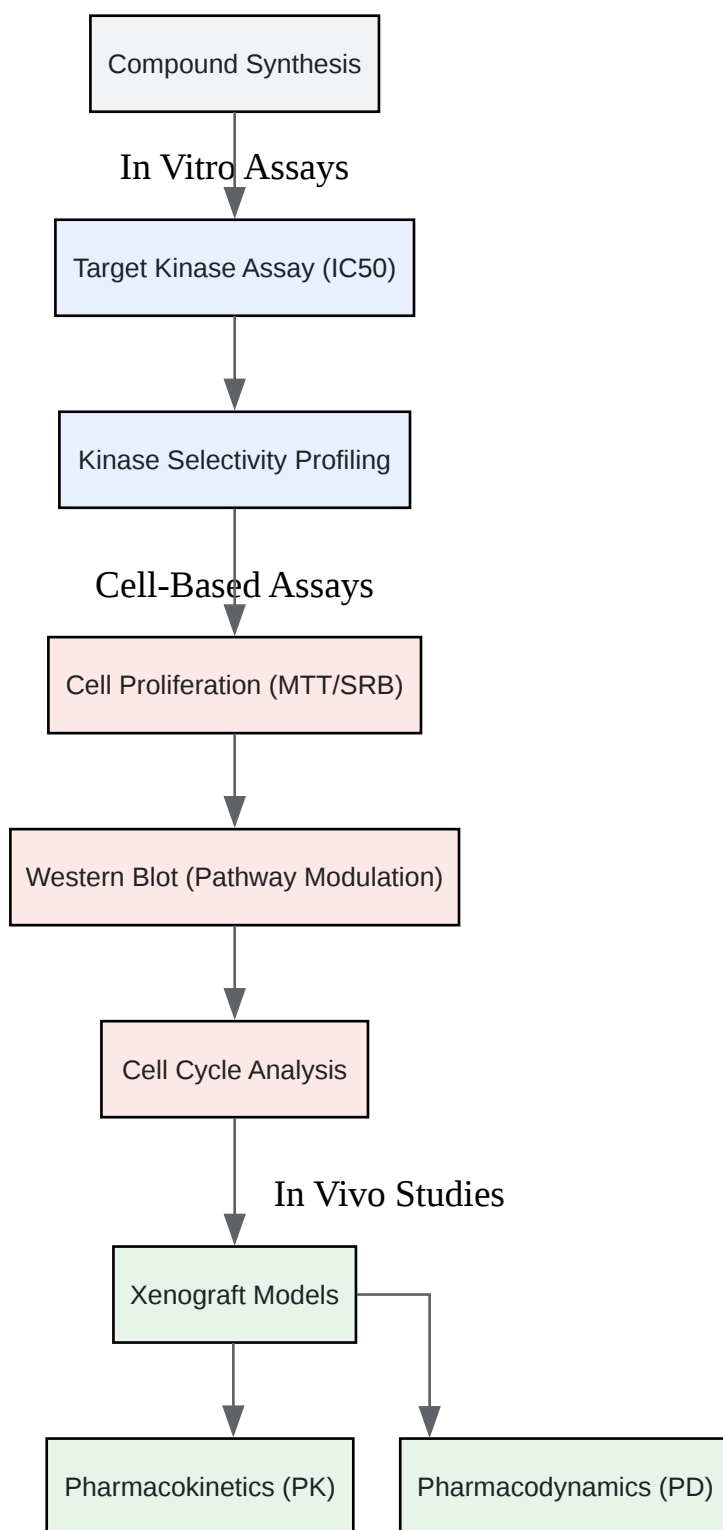 Compound Synthesis
In Vitro Assays
Target Kinase Assay (IC50)
Kinase Selectivity Profiling
Cell-Based Assays
Cell Proliferation (MTT/SRB)
Western Blot (Pathway Modulation)
Cell Cycle Analysis
In Vivo Studies
Xenograft Models
Pharmacokinetics (PK)
Pharmacodynamics (PD)